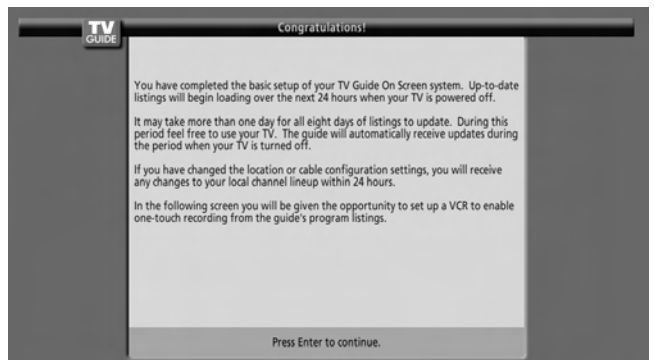 TV
GUIDE
Congratulations!
You have completed the basic setup of your TV Guide On Screen system. Up-to-date
listings will begin loading over the next 24 hours when your TV is powered off.
It may take more than one day for all eight days of listings to update. During this
period feel free to use your TV. The guide will automatically receive updates during
the period when your TV is turned off.
If you have changed the location or cable configuration settings, you will receive
any changes to your local channel lineup within 24 hours.
In the following screen you will be given the opportunity to set up a VCR to enable
one-touch recording from the guide's program listings.
Press Enter to continue.